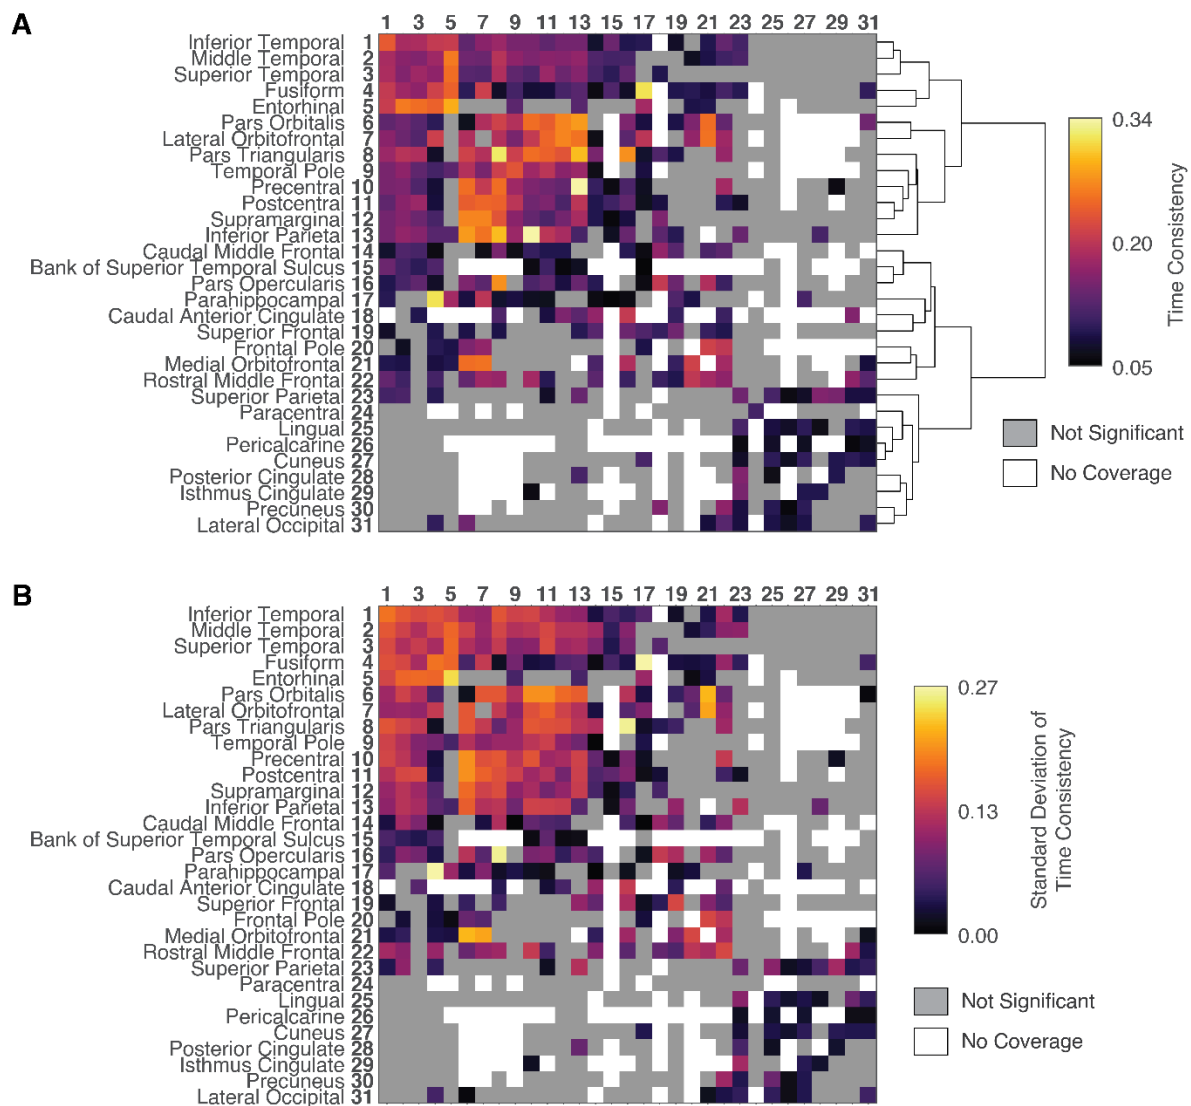 A
1 3 5 7 9 11 13 15 17 19 21 23 25 27 29 31
Inferior Temporal 1
Middle Temporal 2
Superior Temporal 3
Fusiform 4
Entorhinal 5
Pars Orbitalis 6
Lateral Orbitofrontal 7
Pars Triangularis 8
Temporal Pole 9
Precentral 10
Postcentral 11
Supramarginal 12
Inferior Parietal 13
Caudal Middle Frontal 14
Bank of Superior Temporal Sulcus 15
Pars Opercularis 16
Parahippocampal 17
Caudal Anterior Cingulate 18
Superior Frontal 19
Frontal Pole 20
Medial Orbitofrontal 21
Rostral Middle Frontal 22
Superior Parietal 23
Paracentral 24
Lingual 25
Pericalcarine 26
Cuneus 27
Posterior Cingulate 28
Isthmus Cingulate 29
Precuneus 30
Lateral Occipital 31
0.34
0.20
0.05
Time Consistency
Not Significant
No Coverage
B
1 3 5 7 9 11 13 15 17 19 21 23 25 27 29 31
Inferior Temporal 1
Middle Temporal 2
Superior Temporal 3
Fusiform 4
Entorhinal 5
Pars Orbitalis 6
Lateral Orbitofrontal 7
Pars Triangularis 8
Temporal Pole 9
Precentral 10
Postcentral 11
Supramarginal 12
Inferior Parietal 13
Caudal Middle Frontal 14
Bank of Superior Temporal Sulcus 15
Pars Opercularis 16
Parahippocampal 17
Caudal Anterior Cingulate 18
Superior Frontal 19
Frontal Pole 20
Medial Orbitofrontal 21
Rostral Middle Frontal 22
Superior Parietal 23
Paracentral 24
Lingual 25
Pericalcarine 26
Cuneus 27
Posterior Cingulate 28
Isthmus Cingulate 29
Precuneus 30
Lateral Occipital 31
0.27
0.13
0.00
Standard Deviation of
Time Consistency
Not Significant
No Coverage